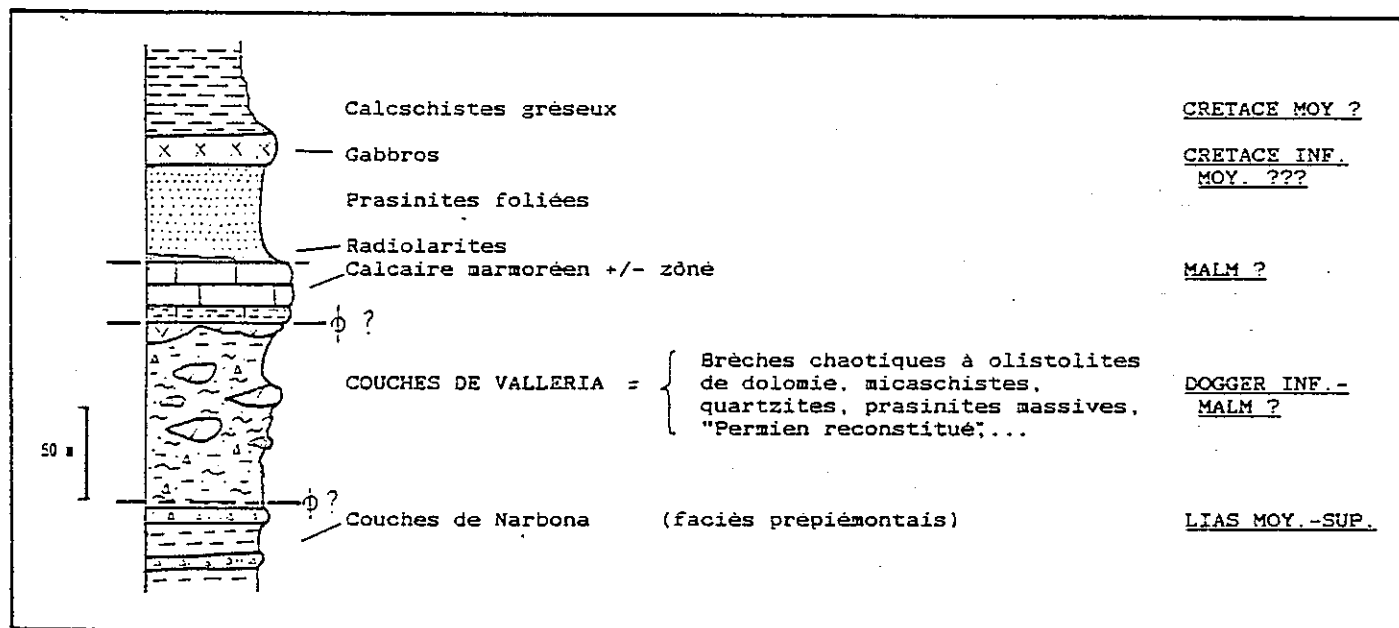 Calcschistes gréseux CRETACE MOY ?
Gabbros CRETACE INF.
MOY. ???
Prasinites foliées
Radiolarites
Calcaire marmoréen +/- zôné MALM ?
ɸ ?
COUCHES DE VALLERIA = Brèches chaotiques à olistolites
de dolomie, micaschistes,
quartzites, prasinites massives,
"Permien reconstitué",...
DOGGER INF.-
MALM ?
50 m
ɸ ?
Couches de Narbona (faciès prépiémontais) LIAS MOY.-SUP.